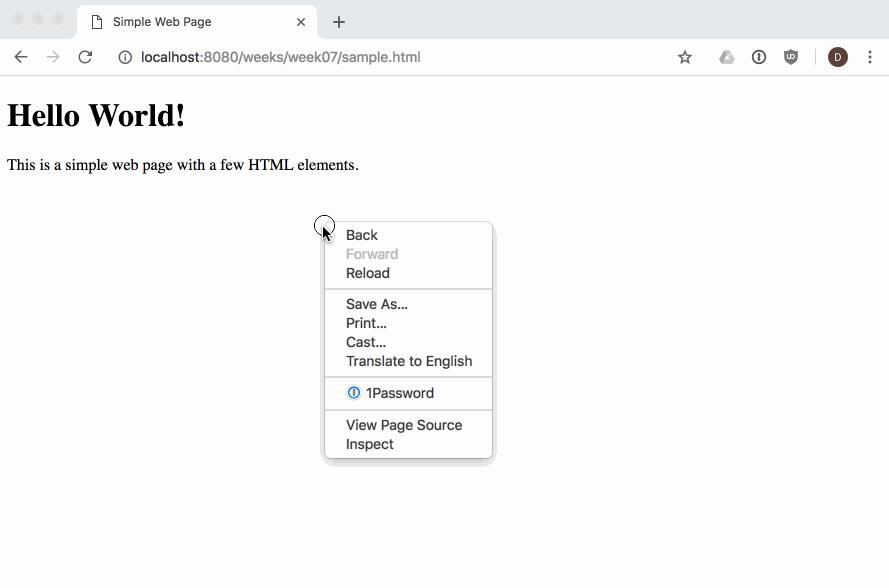 Simple Web Page
localhost:8080/weeks/week07/sample.html
D
Hello World!
This is a simple web page with a few HTML elements.
Back
Forward
Reload
Save As...
Print...
Cast...
Translate to English
1Password
View Page Source
Inspect